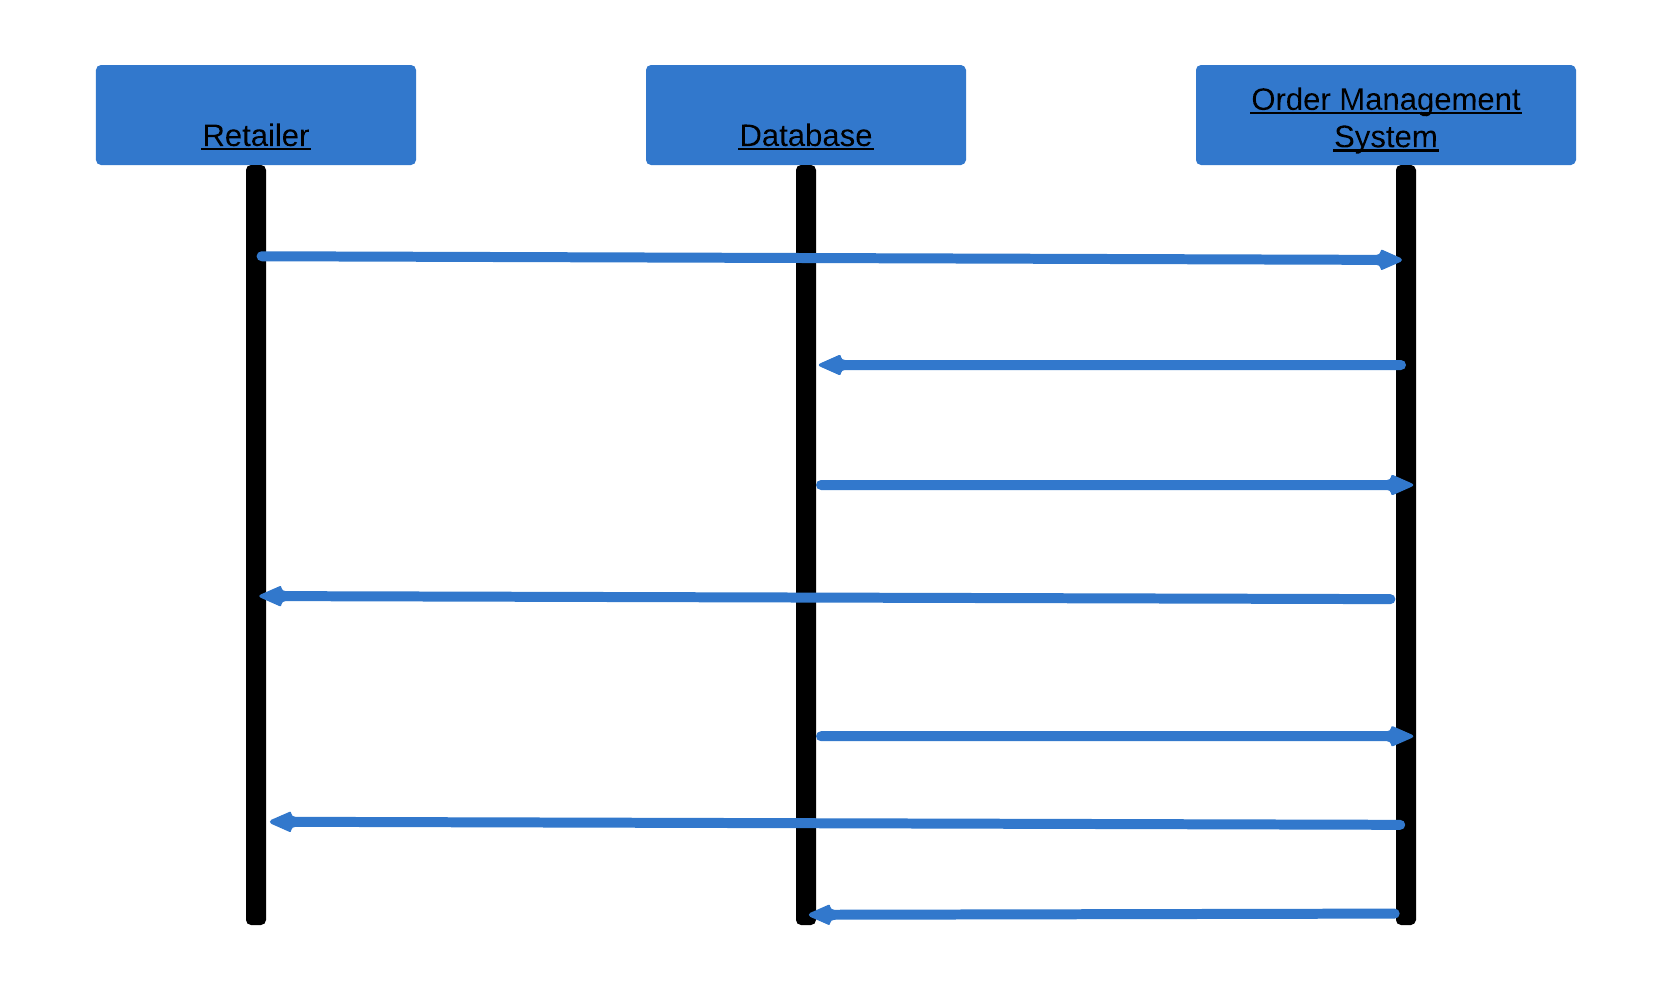 Retailer
Database
Order Management
System